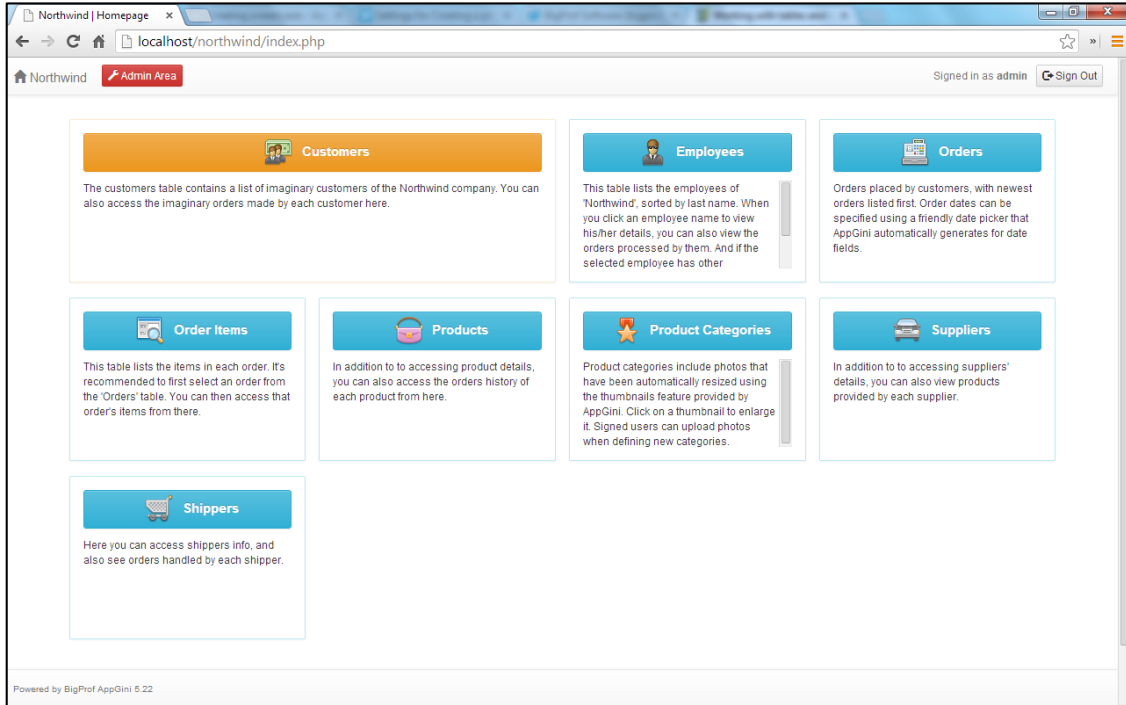 Northwind | Homepage
localhost/northwind/index.php
Northwind Admin Area Signed in as admin Sign Out
Customers
The customers table contains a list of imaginary customers of the Northwind company. You can
also access the imaginary orders made by each customer here.
Employees
This table lists the employees of
'Northwind', sorted by last name. When
you click an employee name to view
his/her details, you can also view the
orders processed by them. And if the
selected employee has other
Orders
Orders placed by customers, with newest
orders listed first. Order dates can be
specified using a friendly date picker that
AppGini automatically generates for date
fields.
Order Items
This table lists the items in each order. It's
recommended to first select an order from
the 'Orders' table. You can then access that
order's items from there.
Products
In addition to to accessing product details,
you can also access the orders history of
each product from here.
Product Categories
Product categories include photos that
have been automatically resized using
the thumbnails feature provided by
AppGini. Click on a thumbnail to enlarge
it. Signed users can upload photos
when defining new categories.
Suppliers
In addition to to accessing suppliers'
details, you can also view products
provided by each supplier.
Shippers
Here you can access shippers info, and
also see orders handled by each shipper.
Powered by BigProf AppGini 5.22